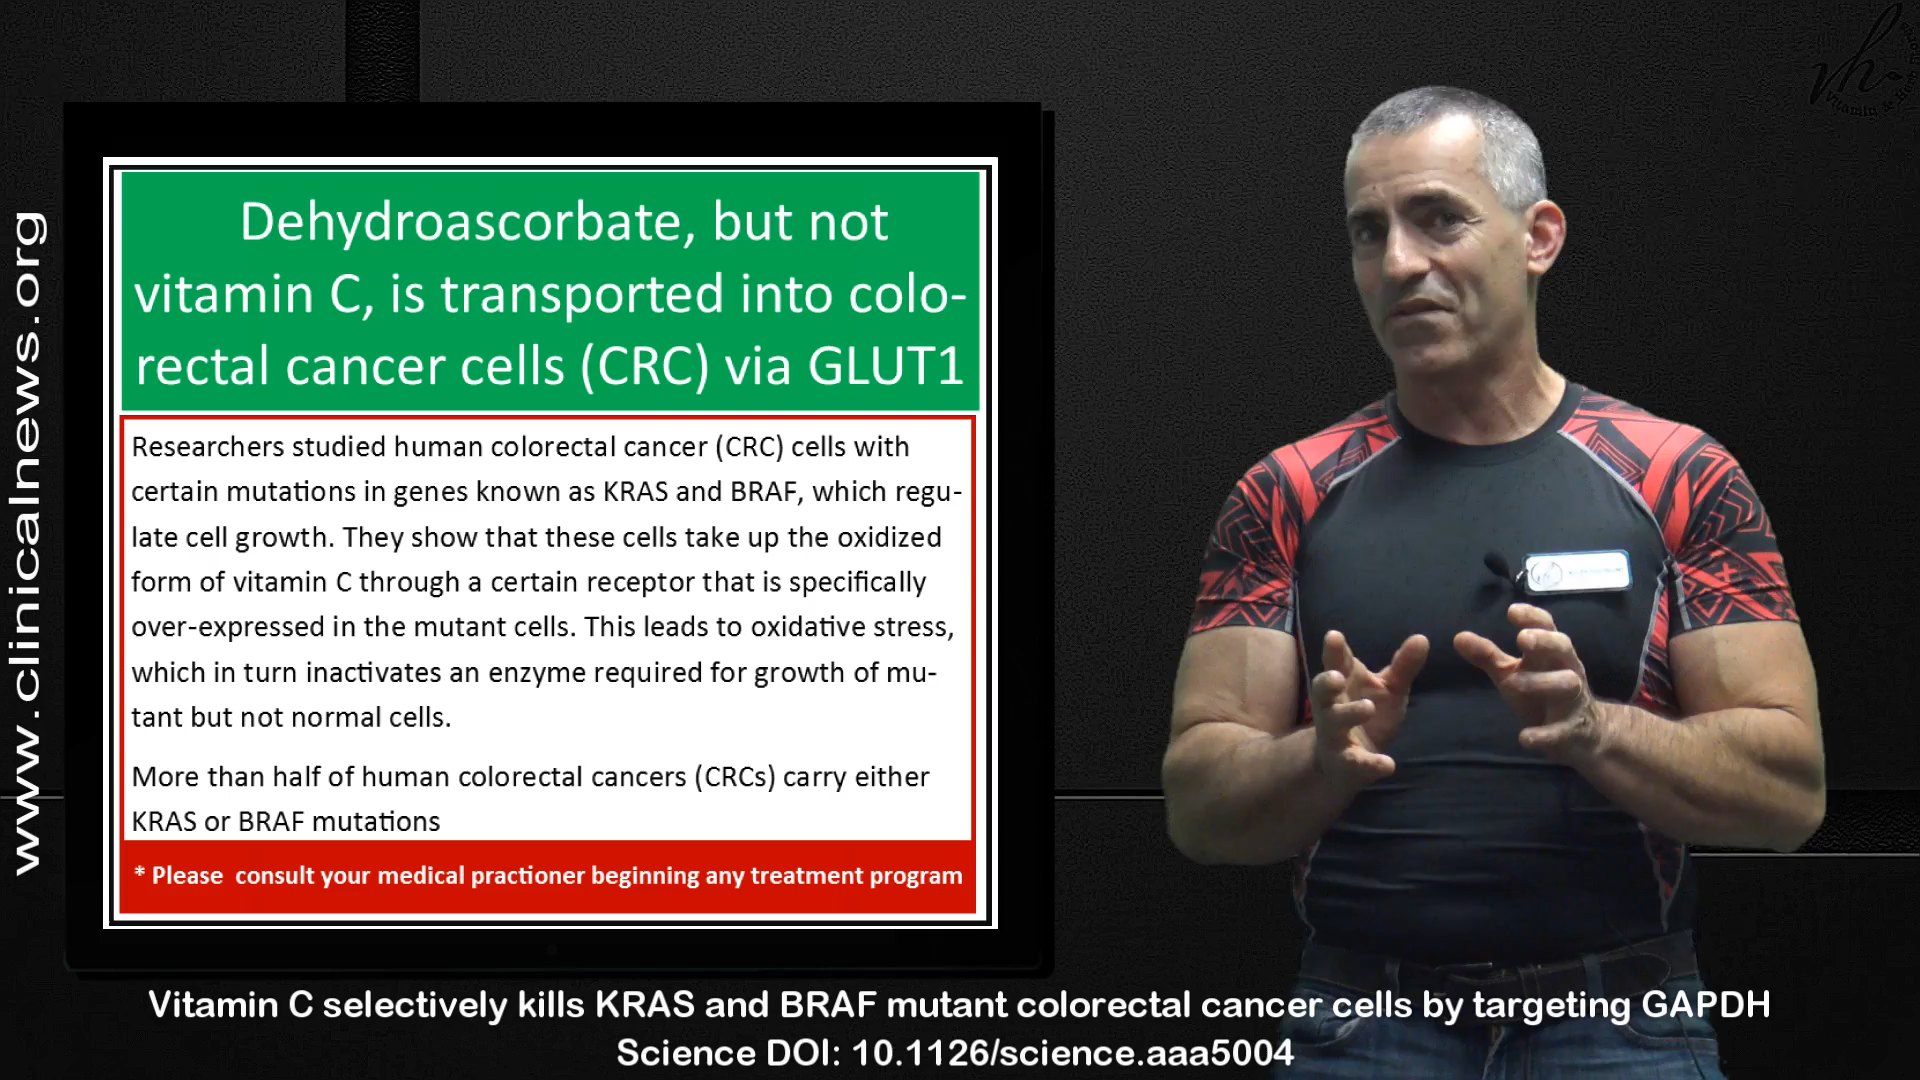 www.clinicalnews.org
vh
Dehydroascorbate, but not
vitamin C, is transported into colo-
rectal cancer cells (CRC) via GLUT1
Researchers studied human colorectal cancer (CRC) cells with
certain mutations in genes known as KRAS and BRAF, which regu-
late cell growth. They show that these cells take up the oxidized
form of vitamin C through a certain receptor that is specifically
over-expressed in the mutant cells. This leads to oxidative stress,
which in turn inactivates an enzyme required for growth of mu-
tant but not normal cells.
More than half of human colorectal cancers (CRCs) carry either
KRAS or BRAF mutations
* Please consult your medical practioner beginning any treatment program
Vitamin C selectively kills KRAS and BRAF mutant colorectal cancer cells by targeting GAPDH
Science DOI: 10.1126/science.aaa5004